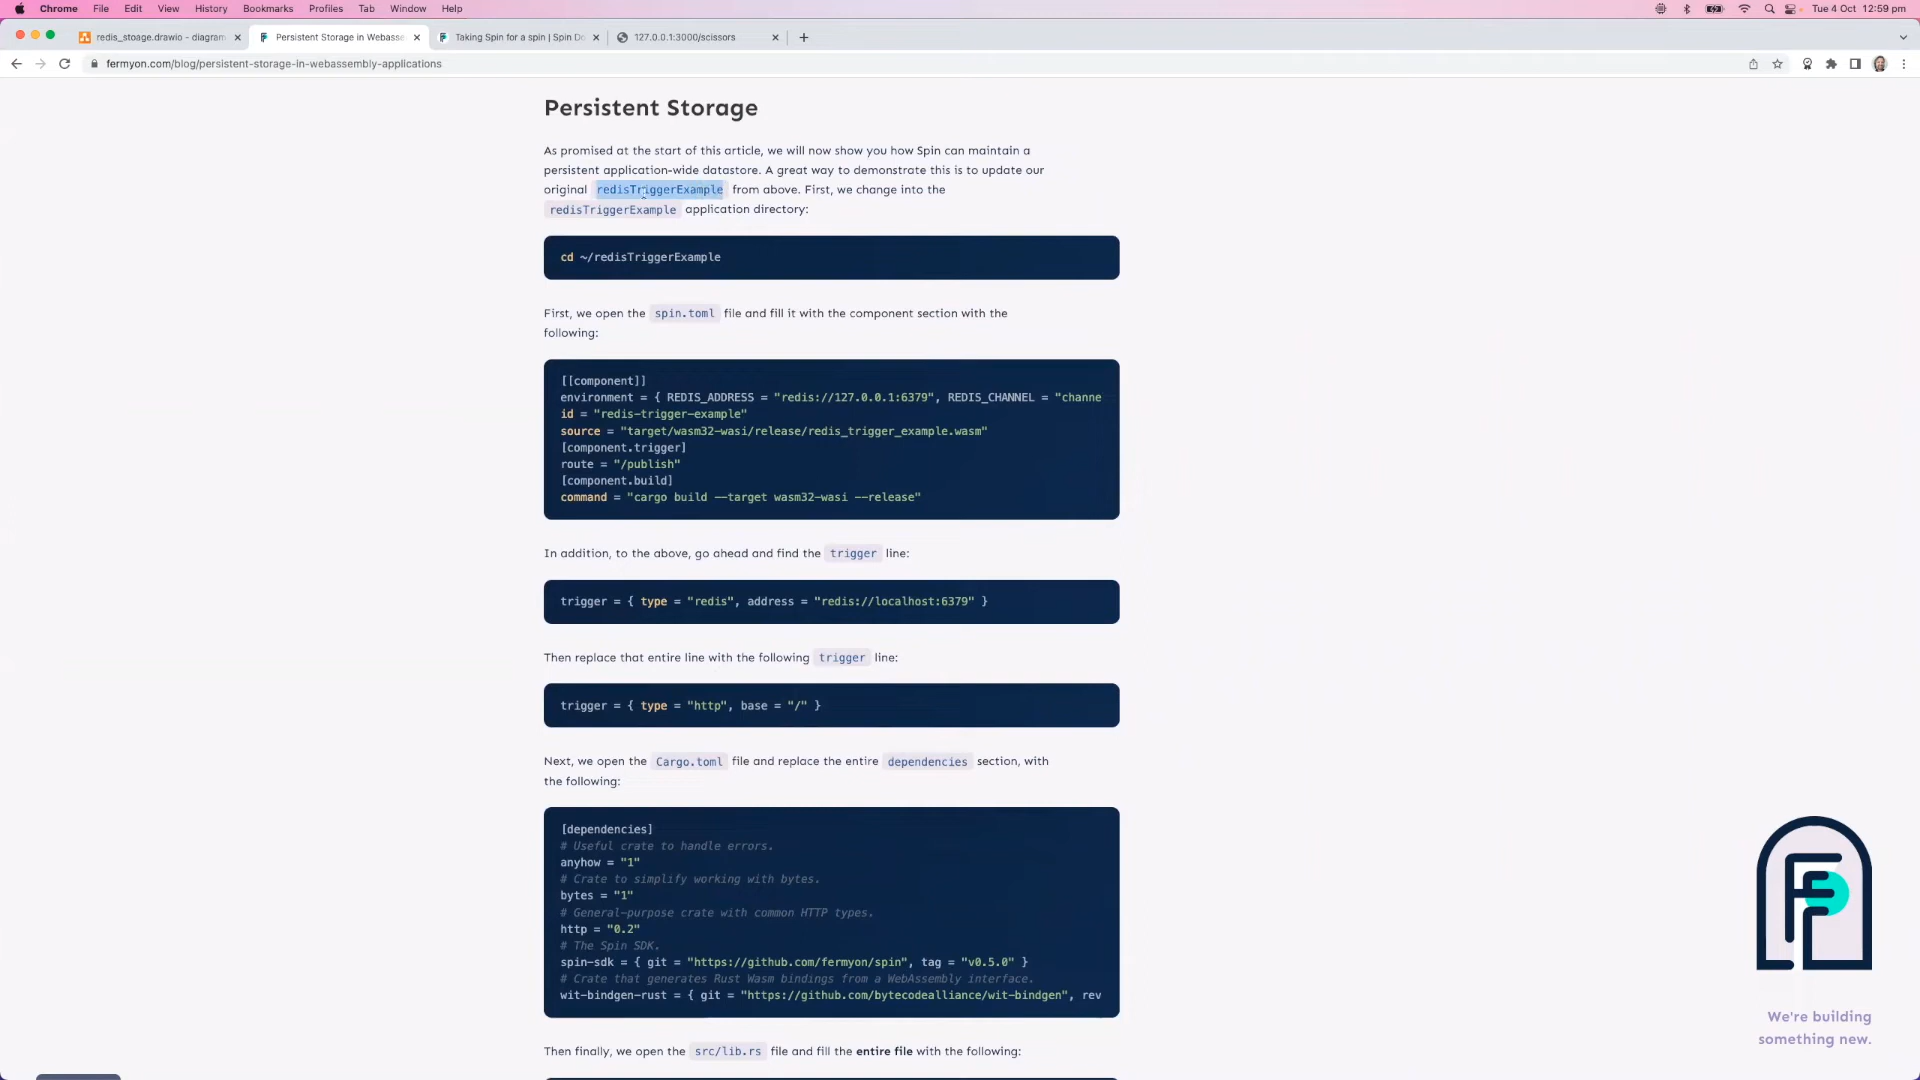 Chrome File Edit View History Bookmarks Profiles Tab Window Help Tue 4 Oct 12:59 pm
redis_stoage.drawio - diagram Persistent Storage in Webasse Taking Spin for a spin | Spin Do 127.0.0.1:3000/scissors
fermyon.com/blog/persistent-storage-in-webassembly-applications
Persistent Storage
As promised at the start of this article, we will now show you how Spin can maintain a
persistent application-wide datastore. A great way to demonstrate this is to update our
original redisTriggerExample from above. First, we change into the
redisTriggerExample application directory:
cd ~/redisTriggerExample
First, we open the spin.toml file and fill it with the component section with the
following:
[[component]]
environment = { REDIS_ADDRESS = "redis://127.0.0.1:6379", REDIS_CHANNEL = "channe
id = "redis-trigger-example"
source = "target/wasm32-wasi/release/redis_trigger_example.wasm"
[component.trigger]
route = "/publish"
[component.build]
command = "cargo build --target wasm32-wasi --release"
In addition, to the above, go ahead and find the trigger line:
trigger = { type = "redis", address = "redis://localhost:6379" }
Then replace that entire line with the following trigger line:
trigger = { type = "http", base = "/" }
Next, we open the Cargo.toml file and replace the entire dependencies section, with
the following:
[dependencies]
# Useful crate to handle errors.
anyhow = "1"
# Crate to simplify working with bytes.
bytes = "1"
# General-purpose crate with common HTTP types.
http = "0.2"
# The Spin SDK.
spin-sdk = { git = "https://github.com/fermyon/spin", tag = "v0.5.0" }
# Crate that generates Rust Wasm bindings from a WebAssembly interface.
wit-bindgen-rust = { git = "https://github.com/bytecodealliance/wit-bindgen", rev
Then finally, we open the src/lib.rs file and fill the entire file with the following:
We're building
something new.